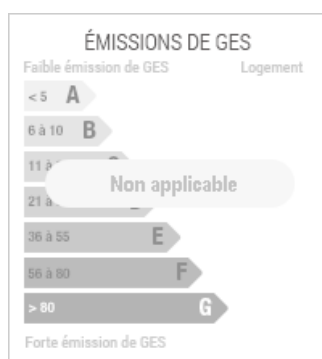 ÉMISSIONS DE GES
Faible émission de GES Logement
< 5 A
6 à 10 B
11 à
Non applicable
21 à
36 à 55 E
56 à 80 F
> 80 G
Forte émission de GES